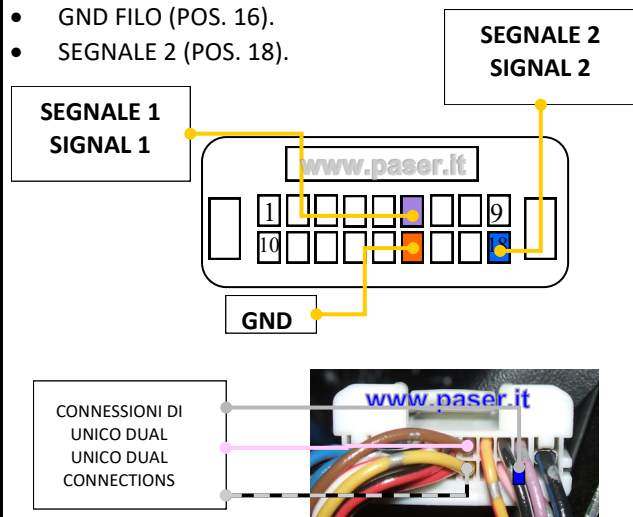 • GND FILO (POS. 16).
• SEGNALE 2 (POS. 18).
SEGNALE 2
SIGNAL 2
SEGNALE 1
SIGNAL 1
www.paser.it
1
9
10
18
GND
www.paser.it
CONNESSIONI DI
UNICO DUAL
UNICO DUAL
CONNECTIONS